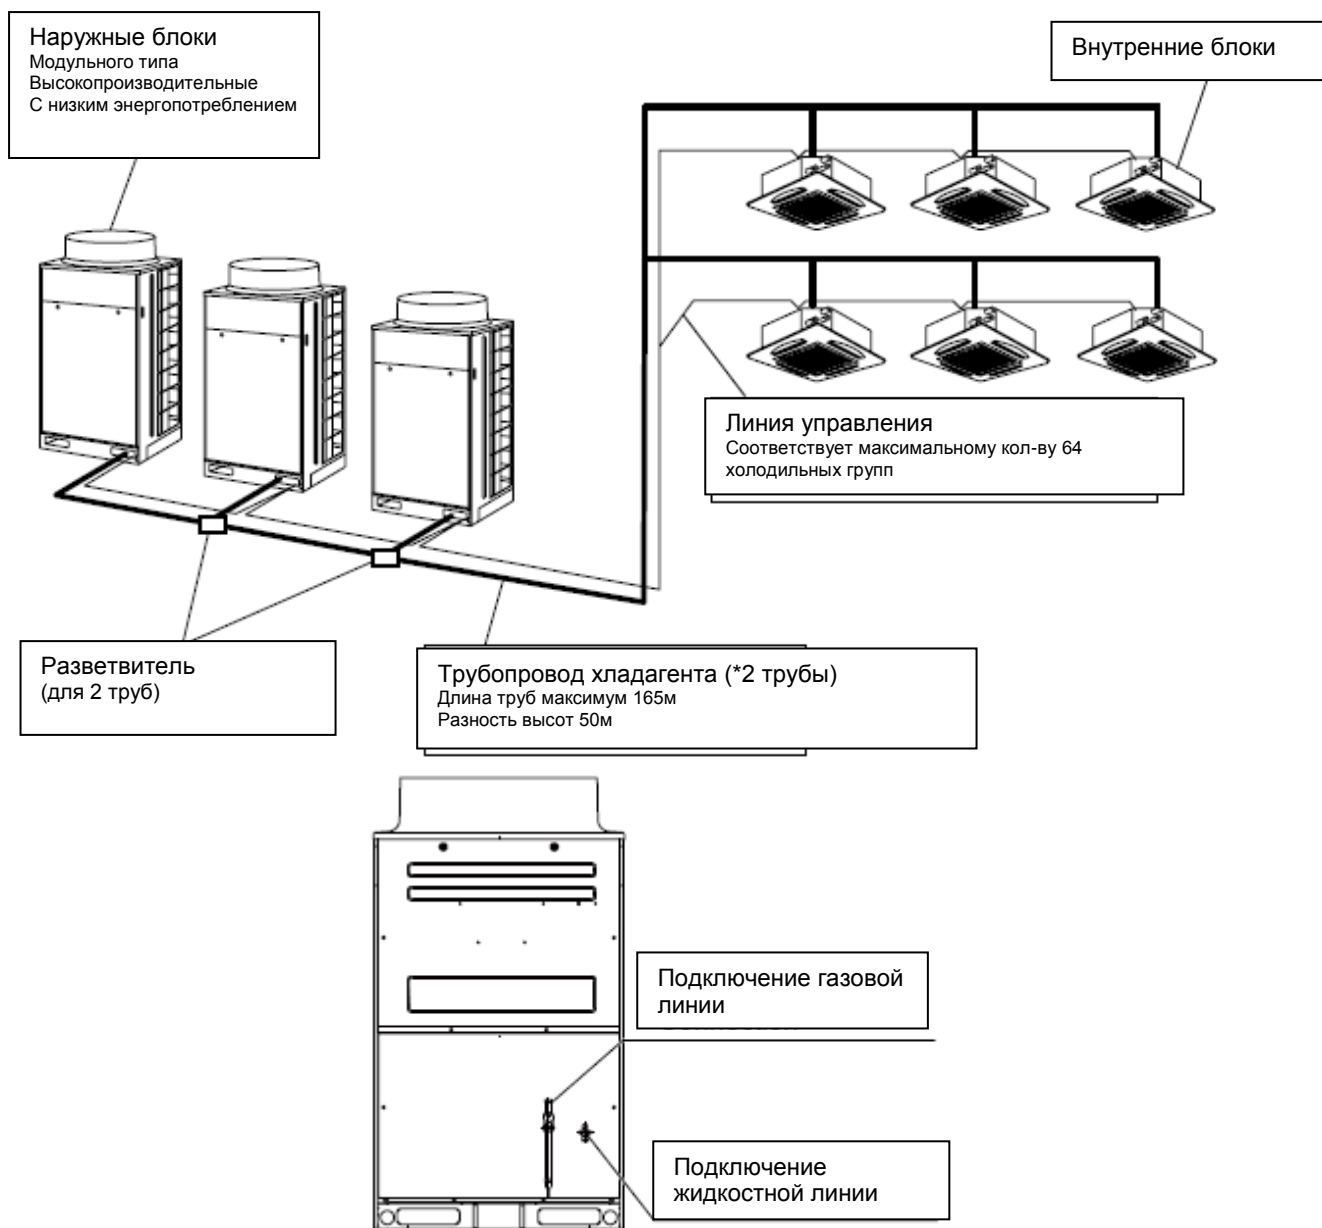 Наружные блоки
Модульного типа
Высокопроизводительные
С низким энергопотреблением
Внутренние блоки
Линия управления
Соответствует максимальному кол-ву 64
холодильных групп
Разветвитель
(для 2 труб)
Трубопровод хладагента (*2 трубы)
Длина труб максимум 165м
Разность высот 50м
Подключение газовой
линии
Подключение
жидкостной линии